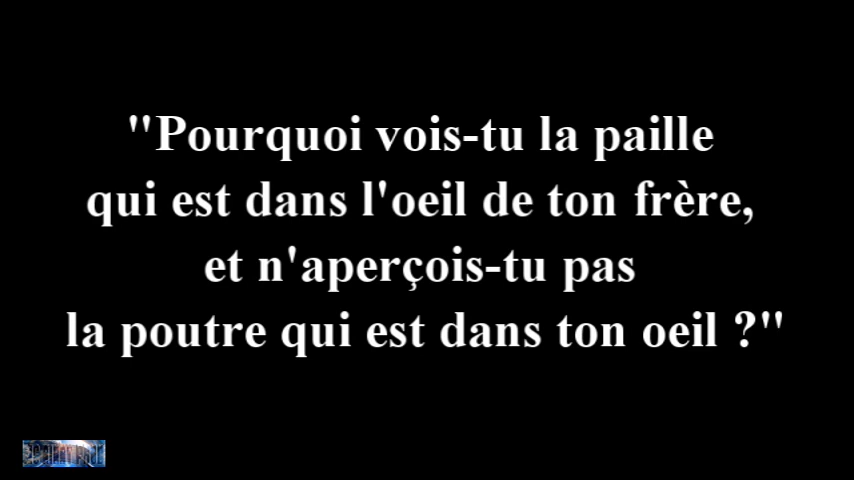 "Pourquoi vois-tu la paille
qui est dans l'oeil de ton frère,
et n'aperçois-tu pas
la poutre qui est dans ton oeil ?"